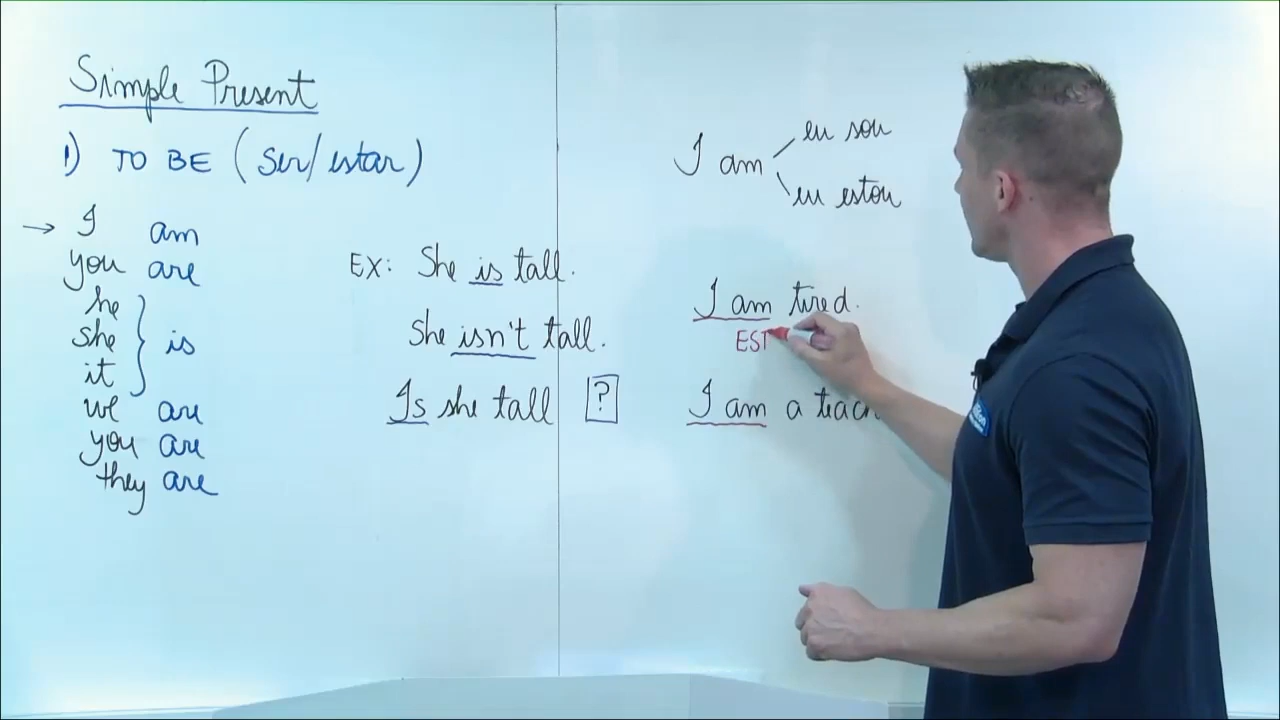 Simple Present
1) TO BE (ser/estar)
→ I am
you are
he
she } is
it
we are
you are
they are
EX: She is tall.
She isn't tall.
Is she tall ?
I am
eu sou
eu estou
I am tired.
EST
I am a teach